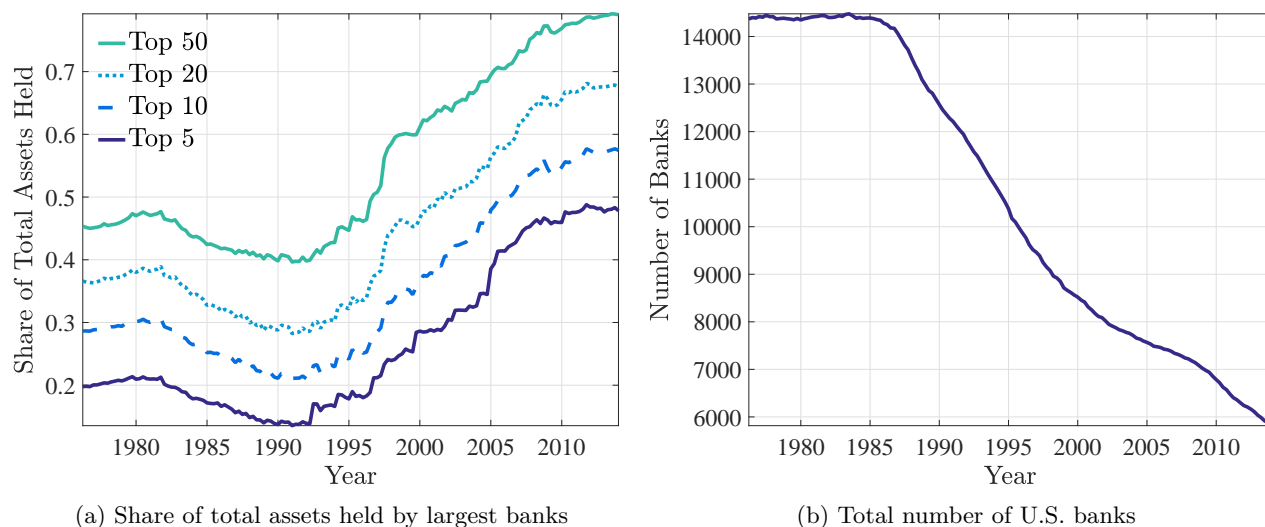 Share of Total Assets Held
0.7
0.6
0.5
0.4
0.3
0.2
Top 50
Top 20
Top 10
Top 5
1980 1985 1990 1995 2000 2005 2010
Year
(a) Share of total assets held by largest banks
Number of Banks
14000
13000
12000
11000
10000
9000
8000
7000
6000
1980 1985 1990 1995 2000 2005 2010
Year
(b) Total number of U.S. banks